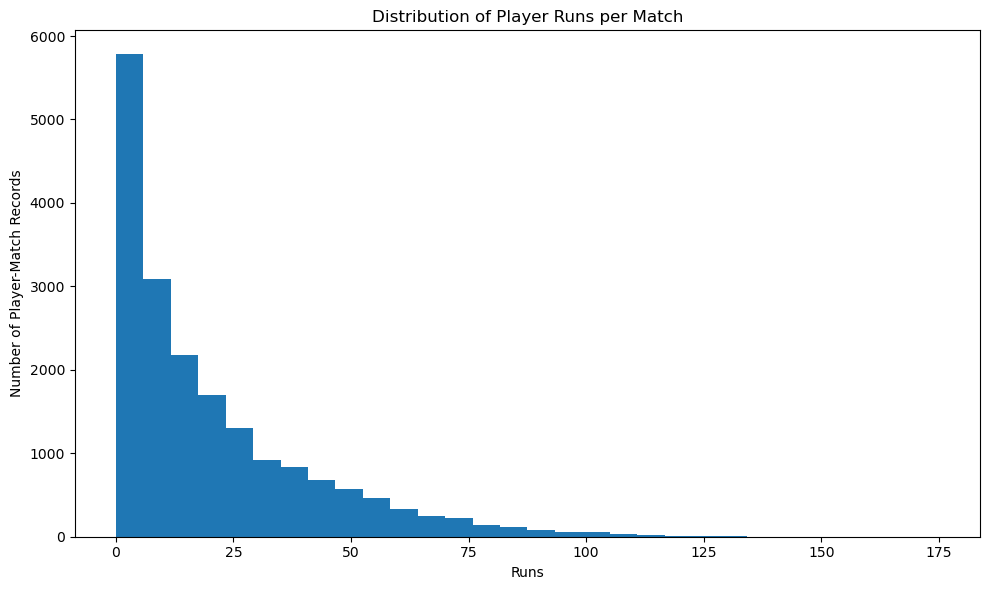 Distribution of Player Runs per Match
6000
5000
4000
3000
2000
1000
0
Number of Player-Match Records
0 25 50 75 100 125 150 175
Runs